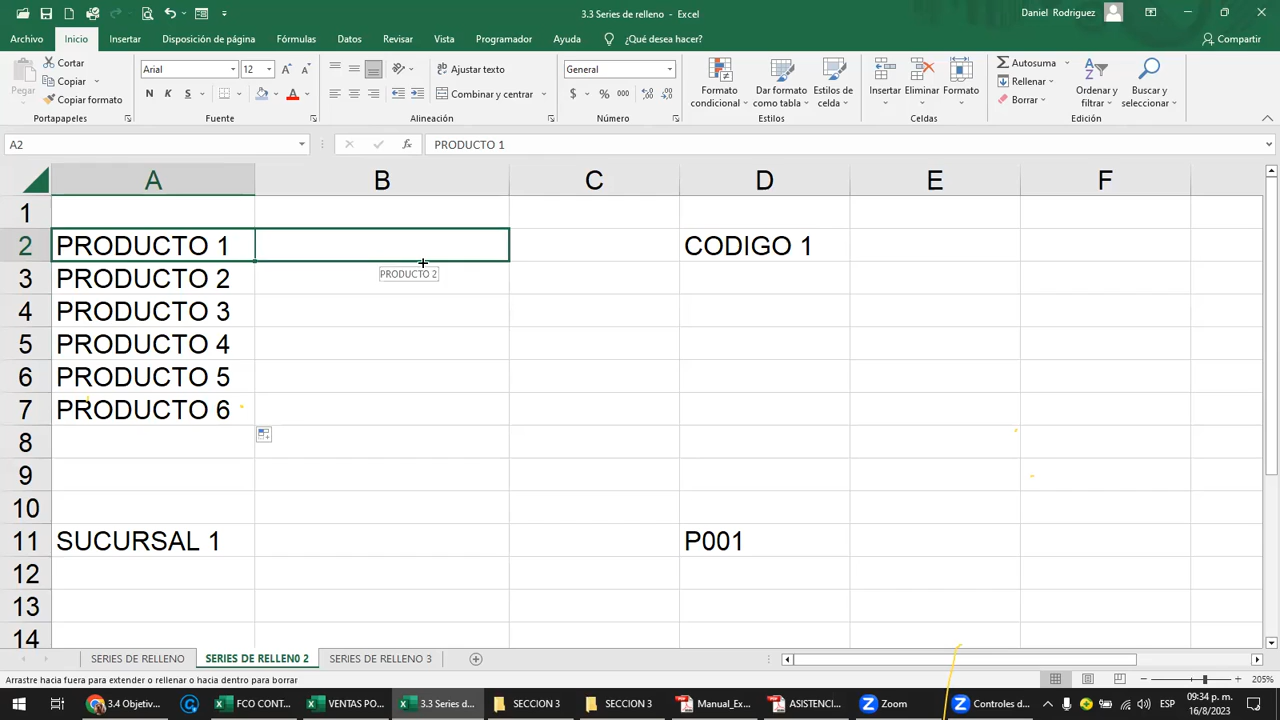 3.3 Series de relleno - Excel
Daniel Rodriguez
Archivo Inicio Insertar Disposición de página Fórmulas Datos Revisar Vista Programador Ayuda ¿Qué desea hacer? Compartir
Pegar
Cortar
Copiar
Copiar formato
Portapapeles
Arial 12
N K S
Fuente
Ajustar texto
Combinar y centrar
Alineación
General
$ % 000
Número
Formato condicional
Dar formato como tabla
Estilos de celda
Estilos
Insertar Eliminar Formato
Celdas
Autosuma
Rellenar
Borrar
Ordenar y filtrar
Buscar y seleccionar
Edición
A2 fx PRODUCTO 1
A B C D E F
1
2 PRODUCTO 1 CODIGO 1
PRODUCTO 2
3 PRODUCTO 2
4 PRODUCTO 3
5 PRODUCTO 4
6 PRODUCTO 5
7 PRODUCTO 6
8
9
10
11 SUCURSAL 1 P001
12
13
14
SERIES DE RELLENO SERIES DE RELLEN0 2 SERIES DE RELLENO 3
Arrastre hacia fuera para extender o rellenar o hacia dentro para borrar 205%
3.4 Objetiv... FCO CONT... VENTAS PO... 3.3 Series d... SECCION 3 SECCION 3 Manual_Ex... ASISTENCI... Zoom Controles d... ESP 09:34 p. m.
16/8/2023